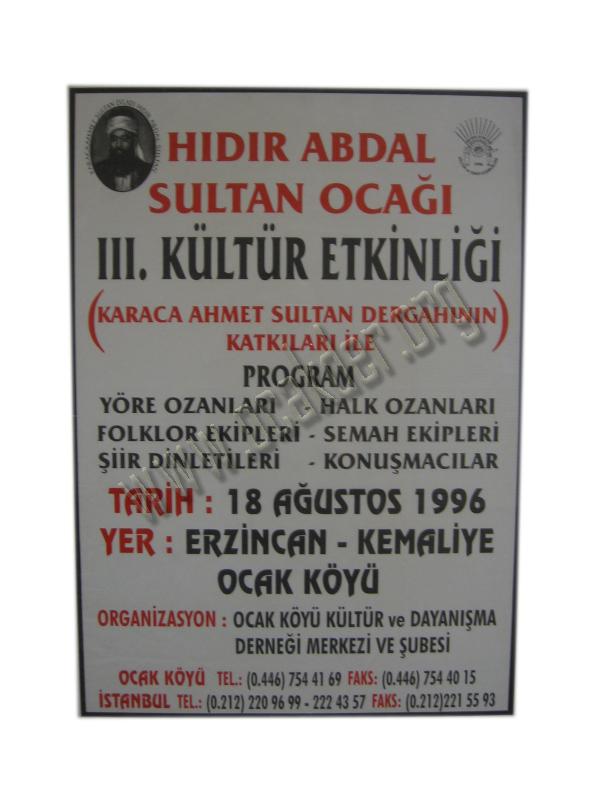 HIDIR ABDAL
SULTAN OCAĞI
III. KÜLTÜR ETKİNLİĞİ
(KARACA AHMET SULTAN DERGAHININ
KATKILARI İLE)
PROGRAM
YÖRE OZANLARI - HALK OZANLARI
FOLKLOR EKİPLERİ - SEMAH EKİPLERİ
ŞİİR DİNLETİLERİ - KONUŞMACILAR
TARİH : 18 AĞUSTOS 1996
YER : ERZİNCAN - KEMALİYE
OCAK KÖYÜ
ORGANİZASYON : OCAK KÖYÜ KÜLTÜR ve DAYANIŞMA
DERNEĞİ MERKEZİ VE ŞUBESİ
OCAK KÖYÜ TEL.: (0.446) 754 41 69 FAKS: (0.446) 754 40 15
İSTANBUL TEL.: (0.212) 220 96 99 - 222 43 57 FAKS: (0.212)221 55 93
www.ocakder.org